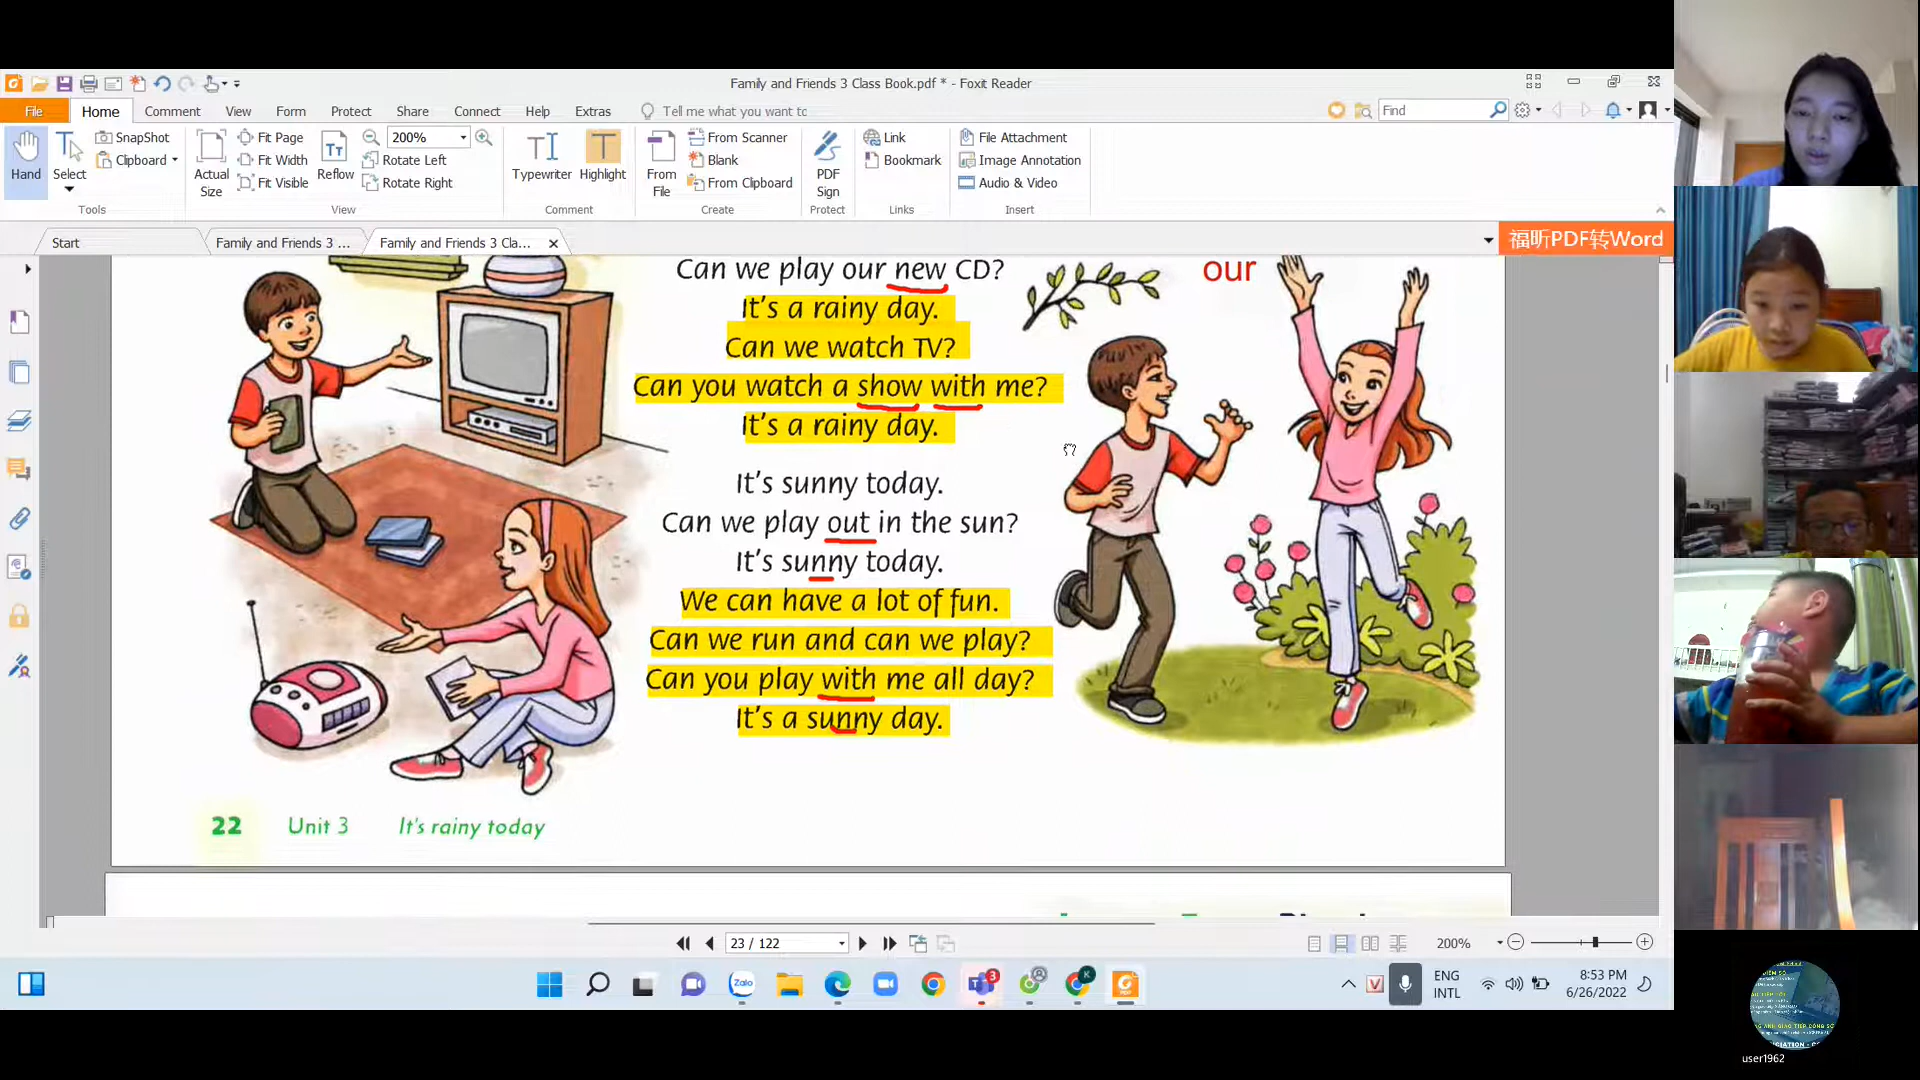 Family and Friends 3 Class Book.pdf * - Foxit Reader
File Home Comment View Form Protect Share Connect Help Extras Tell me what you want to Find
Hand
Select
SnapShot
Clipboard
Tools
Actual Size
Fit Page
Fit Width
Fit Visible
Reflow
200%
Rotate Left
Rotate Right
View
Typewriter
Highlight
Comment
From File
From Scanner
Blank
From Clipboard
Create
PDF Sign
Protect
Link
Bookmark
Links
File Attachment
Image Annotation
Audio & Video
Insert
Start
Family and Friends 3 ...
Family and Friends 3 Cla...
福昕PDF转Word
Can we play our new CD?
our
It's a rainy day.
Can we watch TV?
Can you watch a show with me?
It's a rainy day.
It's sunny today.
Can we play out in the sun?
It's sunny today.
We can have a lot of fun.
Can we run and can we play?
Can you play with me all day?
It's a sunny day.
22 Unit 3 It's rainy today
23 / 122
200%
Zalo
3
K
PDF
V
ENG
INTL
8:53 PM
6/26/2022
user1962